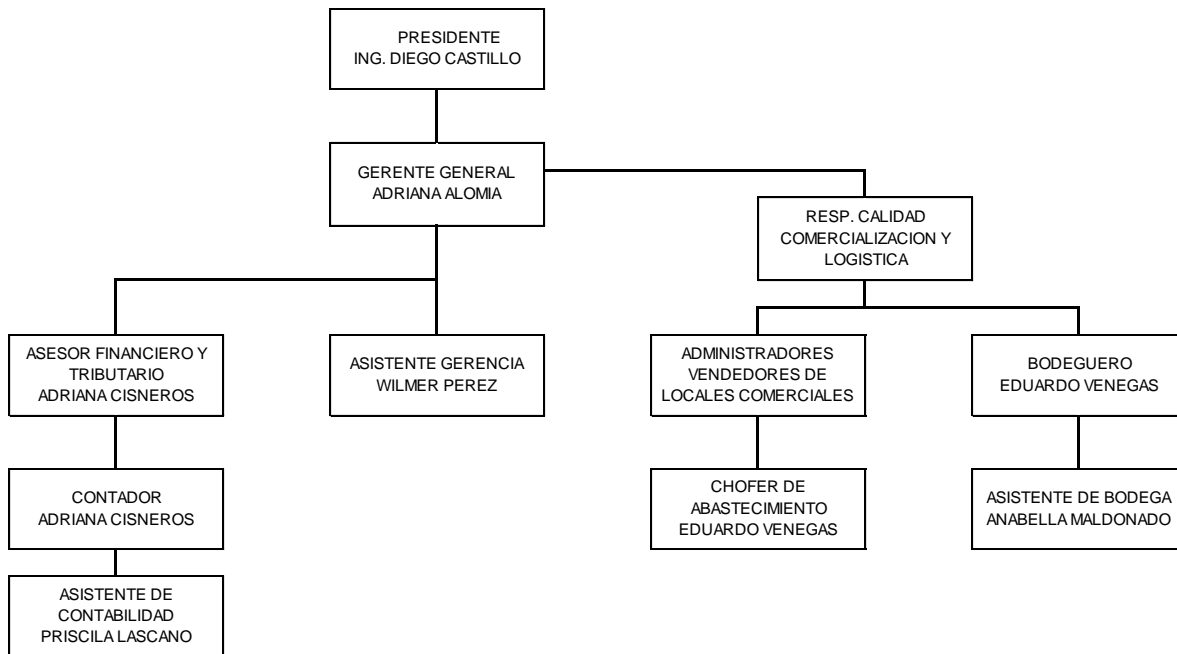 PRESIDENTE
ING. DIEGO CASTILLO
GERENTE GENERAL
ADRIANA ALOMIA
RESP. CALIDAD
COMERCIALIZACION Y
LOGISTICA
ASESOR FINANCIERO Y
TRIBUTARIO
ADRIANA CISNEROS
ASISTENTE GERENCIA
WILMER PEREZ
ADMINISTRADORES
VENDEDORES DE
LOCALES COMERCIALES
BODEGUERO
EDUARDO VENEGAS
CONTADOR
ADRIANA CISNEROS
CHOFER DE
ABASTECIMIENTO
EDUARDO VENEGAS
ASISTENTE DE BODEGA
ANABELLA MALDONADO
ASISTENTE DE
CONTABILIDAD
PRISCILA LASCANO